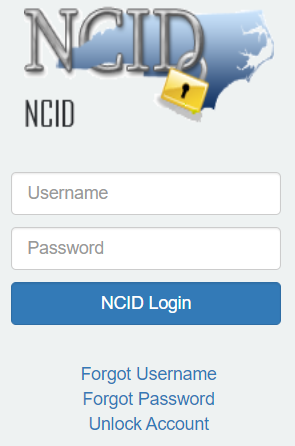 NCID
NCID
Username
Password
NCID Login
Forgot Username
Forgot Password
Unlock Account